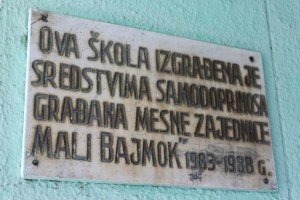 OVA ŠKOLA IZGRAĐENA JE
SREDSTVIMA SAMODOPRINOSA
GRAĐANA MESNE ZAJEDNICE
MALI BAJMOK" 1983-1988 G.